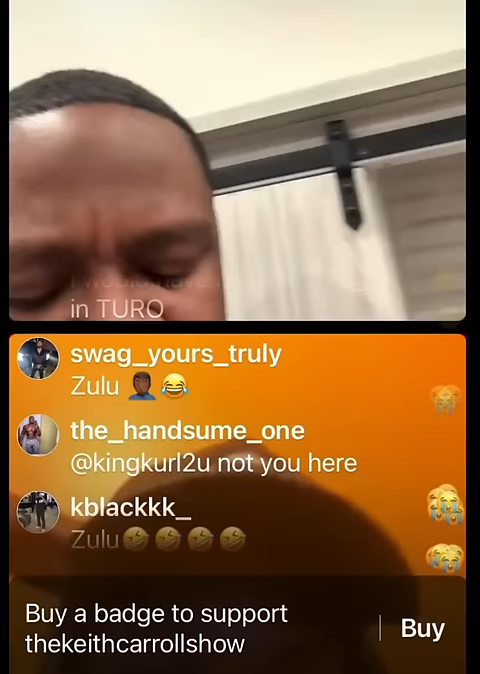 in TURO
swag_yours_truly
Zulu 🤦🏾‍♂️😂
the_handsume_one
@kingkurl2u not you here
kblackkk_
Zulu🤣🤣🤣🤣
Buy a badge to support
thekeithcarrollshow
Buy